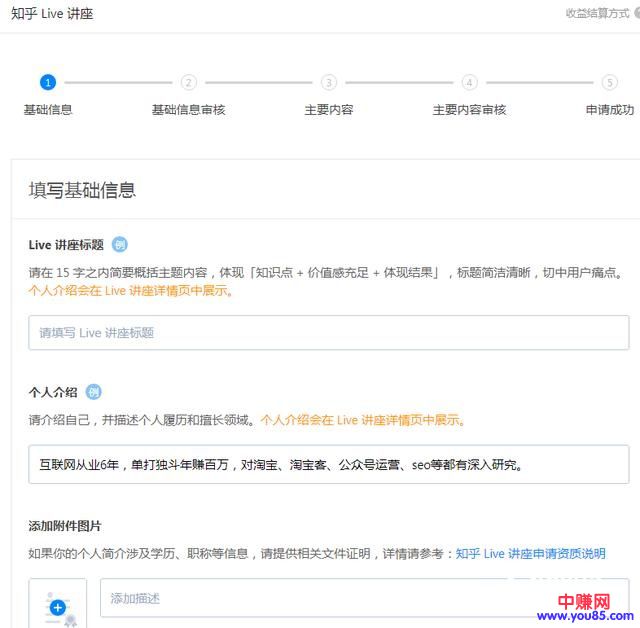 知乎 Live 讲座
收益结算方式
1
2
3
4
5
基础信息
基础信息审核
主要内容
主要内容审核
申请成功
填写基础信息
Live 讲座标题 例
请在 15 字之内简要概括主题内容，体现「知识点 + 价值感充足 + 体现结果」，标题简洁清晰，切中用户痛点。
个人介绍会在 Live 讲座详情页中展示。
请填写 Live 讲座标题
个人介绍 例
请介绍自己，并描述个人履历和擅长领域。个人介绍会在 Live 讲座详情页中展示。
互联网从业6年，单打独斗年赚百万，对淘宝、淘宝客、公众号运营、seo等都有深入研究。
添加附件图片
如果你的个人简介涉及学历、职称等信息，请提供相关文件证明，详情请参考：知乎 Live 讲座申请资质说明
添加描述
中赚网
www.you85.com